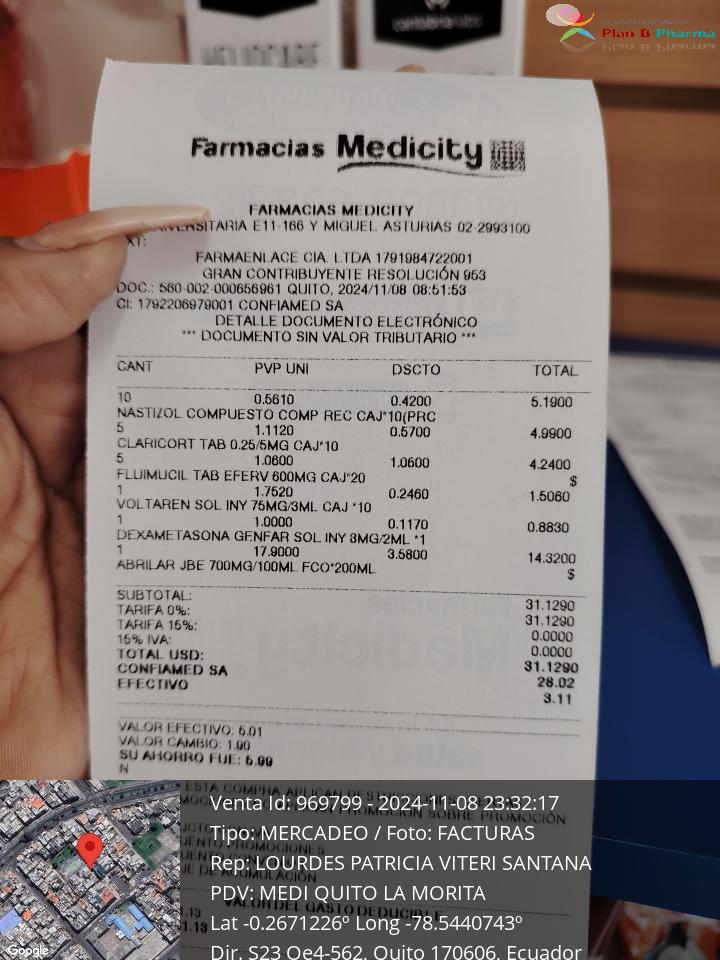 HELIOCARE
cantabria labs
Plan B Pharma
Farmacias Medicity
FARMACIAS MEDICITY
E11-166 Y MIGUEL ASTURIAS 02-2993100
FARMAENLACE CIA. LTDA 1791984722001
GRAN CONTRIBUYENTE RESOLUCIÓN 953
DOC.: 560-002-000656961 QUITO, 2024/11/08 08:51:53
CI: 1792206979001 CONFIAMED SA
DETALLE DOCUMENTO ELECTRÓNICO
*** DOCUMENTO SIN VALOR TRIBUTARIO ***
CANT PVP UNI DSCTO TOTAL
10 0.5610 0.4200 5.1900
NASTIZOL COMPUESTO COMP REC CAJ*10(PRC
5 1.1120 0.5700 4.9900
CLARICORT TAB 0.25/5MG CAJ*10
5 1.0600 1.0600 4.2400
FLUIMUCIL TAB EFERV 600MG CAJ*20 $
1 1.7520 0.2460 1.5060
VOLTAREN SOL INY 75MG/3ML CAJ *10
1 1.0000 0.1170 0.8830
DEXAMETASONA GENFAR SOL INY 8MG/2ML *1
1 17.9000 3.5800 14.3200
ABRILAR JBE 700MG/100ML FCO*200ML $
SUBTOTAL: 31.1290
TARIFA 0%: 31.1290
TARIFA 15%: 0.0000
15% IVA: 0.0000
TOTAL USD: 31.1290
CONFIAMED SA 28.02
EFECTIVO 3.11
VALOR EFECTIVO: 5.01
VALOR CAMBIO: 1.90
SU AHORRO FUE: 5.99
N
Venta Id: 969799 - 2024-11-08 23:32:17
Tipo: MERCADEO / Foto: FACTURAS
Rep: LOURDES PATRICIA VITERI SANTANA
PDV: MEDI QUITO LA MORITA
Lat -0.2671226º Long -78.5440743º
Dir. S23 Oe4-562, Quito 170606, Ecuador
VALOR DEL GASTO DEDUCIBLE
Google